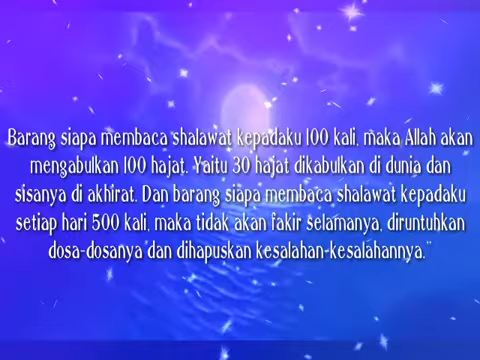 Barang siapa membaca shalawat kepadaku 100 kali, maka Allah akan
mengabulkan 100 hajat. Yaitu 30 hajat dikabulkan di dunia dan
sisanya di akhirat. Dan barang siapa membaca shalawat kepadaku
setiap hari 500 kali, maka tidak akan fakir selamanya, diruntuhkan
dosa-dosanya dan dihapuskan kesalahan-kesalahannya."